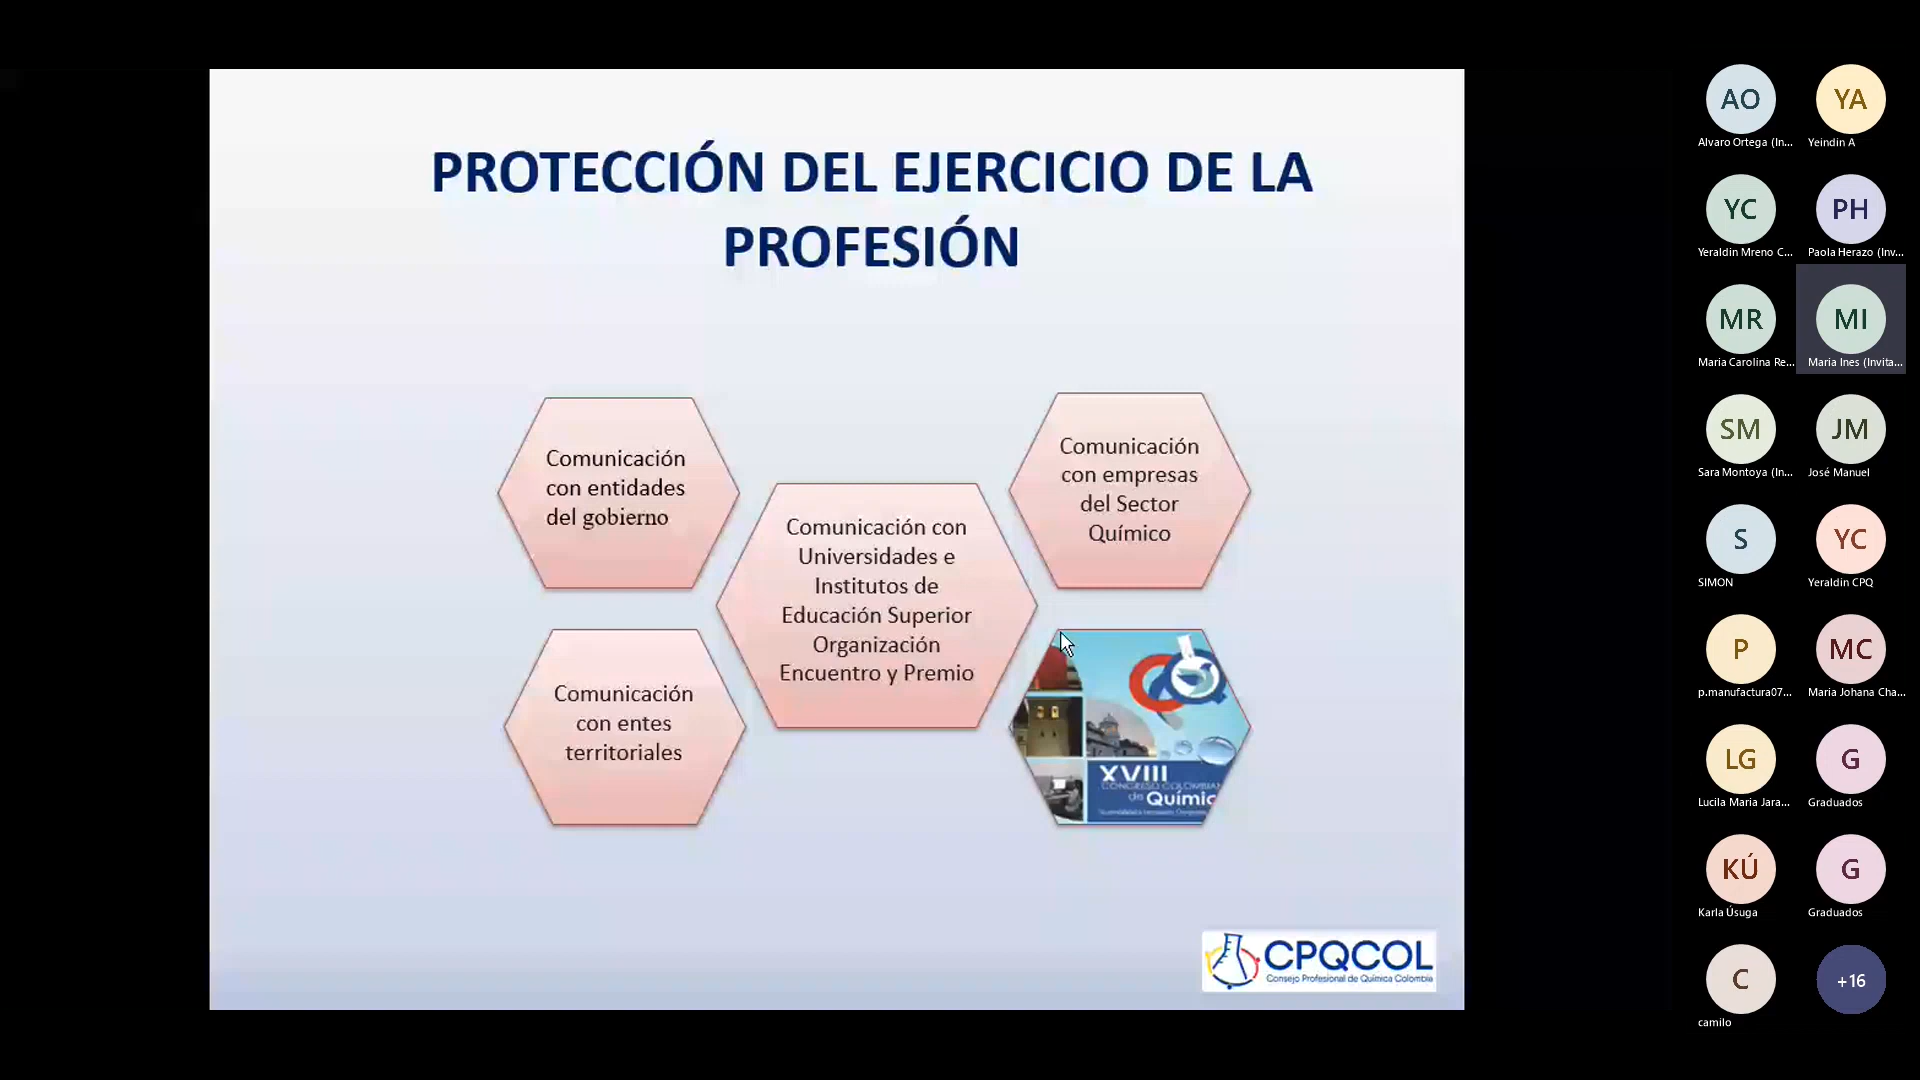 PROTECCIÓN DEL EJERCICIO DE LA
PROFESIÓN
Comunicación
con entidades
del gobierno
Comunicación con
Universidades e
Institutos de
Educación Superior
Organización
Encuentro y Premio
Comunicación
con empresas
del Sector
Químico
Comunicación
con entes
territoriales
XVIII
CONGRESO COLOMBIAN
de Químic
CPQCOL
Consejo Profesional de Química Colombia
AO
Alvaro Ortega (In...
YA
Yeindin A
YC
Yeraldin Mreno C...
PH
Paola Herazo (Inv...
MR
Maria Carolina Re...
MI
Maria Ines (Invita...
SM
Sara Montoya (In...
JM
José Manuel
S
SIMON
YC
Yeraldin CPQ
P
p.manufactura07...
MC
Maria Johana Cha...
LG
Lucila Maria Jara...
G
Graduados
KÚ
Karla Úsuga
G
Graduados
C
camilo
+16